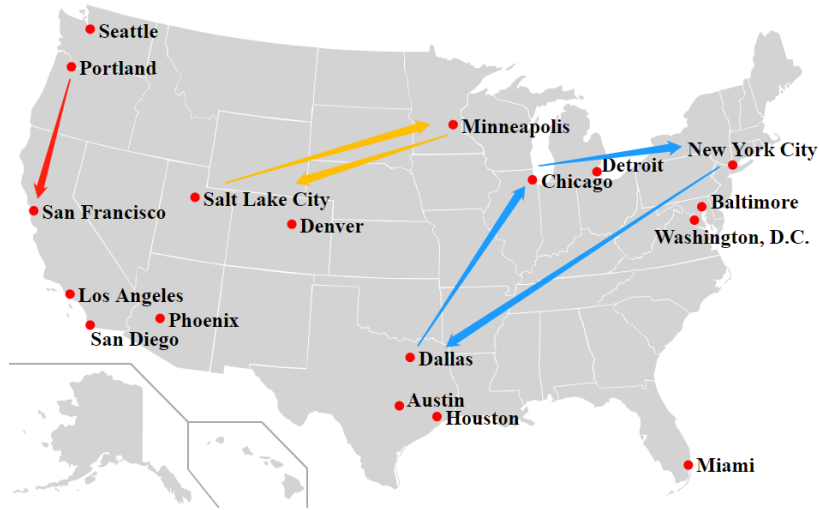 Seattle
Portland
Minneapolis
New York City
Detroit
Chicago
Salt Lake City
Baltimore
San Francisco
Denver
Washington, D.C.
Los Angeles
Phoenix
San Diego
Dallas
Austin
Houston
Miami